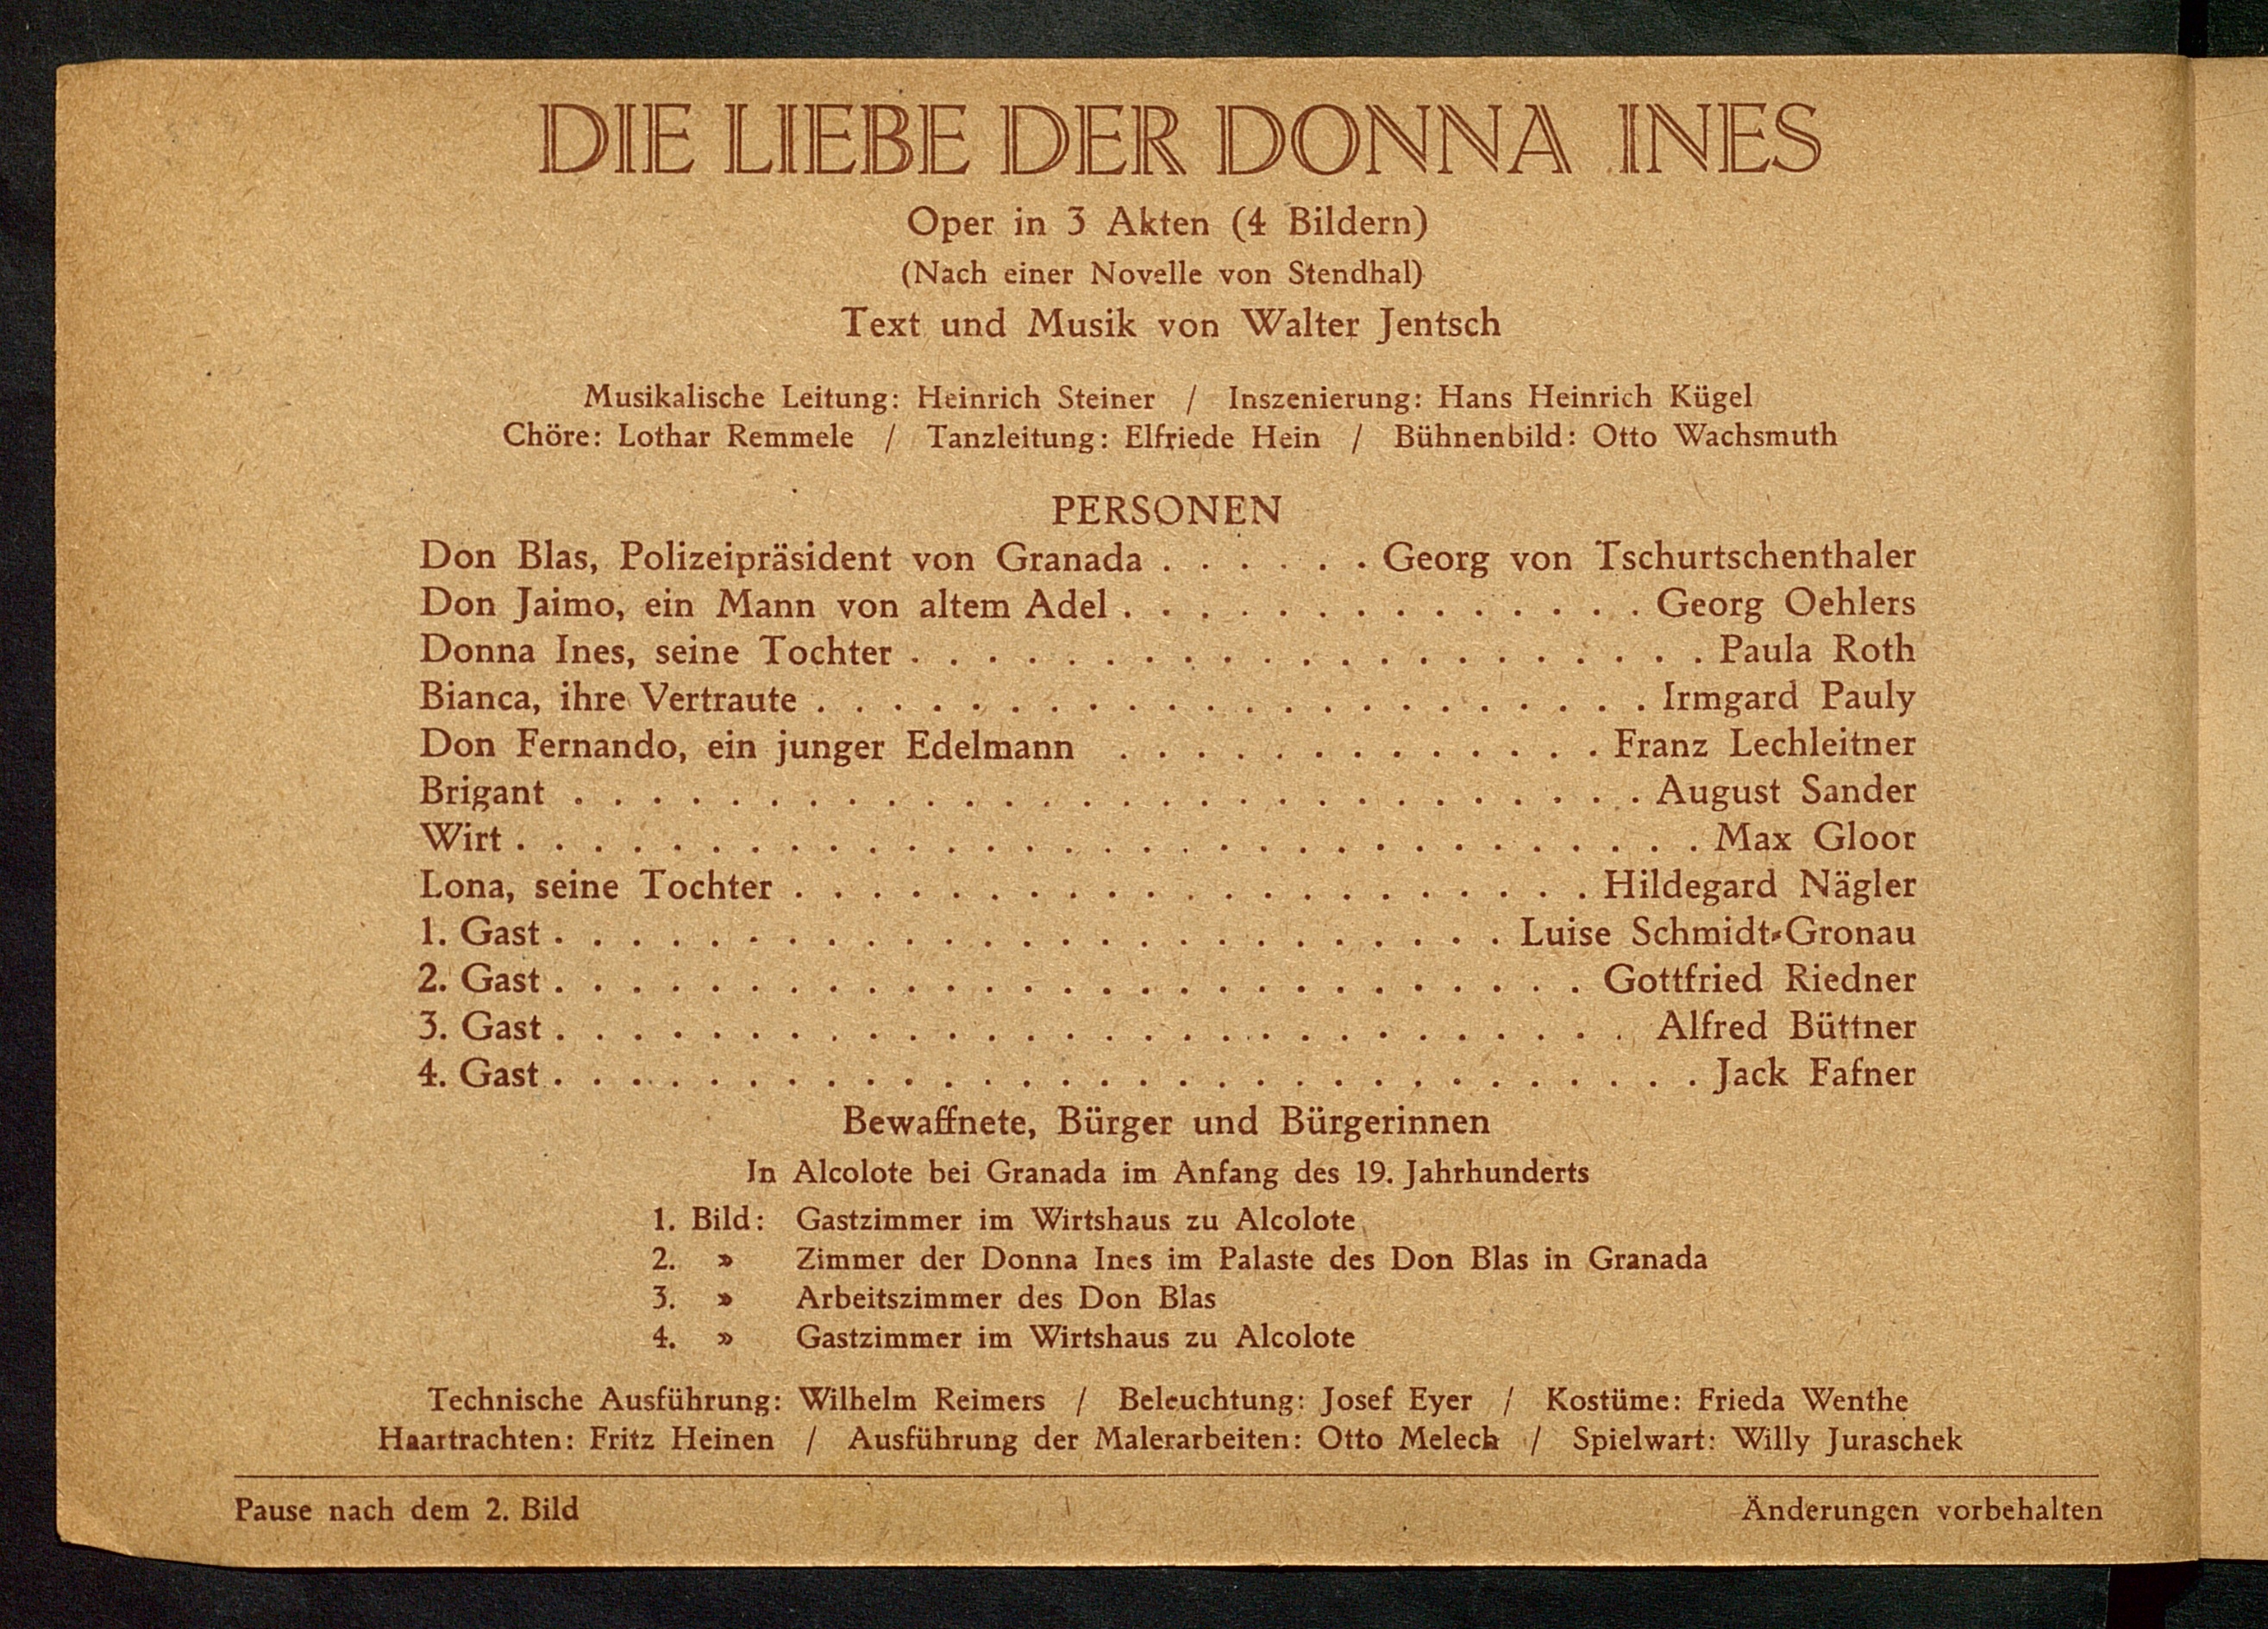 DIE LIEBE DER DONNA INES
Oper in 3 Akten (4 Bildern)
(Nach einer Novelle von Stendhal)
Text und Musik von Walter Jentsch
Musikalische Leitung: Heinrich Steiner / Inszenierung: Hans Heinrich Kügel
Chöre: Lothar Remmele / Tanzleitung: Elfriede Hein / Bühnenbild: Otto Wachsmuth
PERSONEN
Don Blas, Polizeipräsident von Granada . . . . . . Georg von Tschurtschenthaler
Don Jaimo, ein Mann von altem Adel . . . . . . . . . . . . . . Georg Oehlers
Donna Ines, seine Tochter . . . . . . . . . . . . . . . . . . . . . Paula Roth
Bianca, ihre Vertraute . . . . . . . . . . . . . . . . . . . . . . Irmgard Pauly
Don Fernando, ein junger Edelmann . . . . . . . . . . . . . Franz Lechleitner
Brigant . . . . . . . . . . . . . . . . . . . . . . . . . . . . August Sander
Wirt . . . . . . . . . . . . . . . . . . . . . . . . . . . . . . . Max Gloor
Lona, seine Tochter . . . . . . . . . . . . . . . . . . . . . Hildegard Nägler
1. Gast . . . . . . . . . . . . . . . . . . . . . . . . . Luise Schmidt-Gronau
2. Gast . . . . . . . . . . . . . . . . . . . . . . . . . . . Gottfried Riedner
3. Gast . . . . . . . . . . . . . . . . . . . . . . . . . . . . Alfred Büttner
4. Gast . . . . . . . . . . . . . . . . . . . . . . . . . . . . . . Jack Fafner
Bewaffnete, Bürger und Bürgerinnen
In Alcolote bei Granada im Anfang des 19. Jahrhunderts
1. Bild: Gastzimmer im Wirtshaus zu Alcolote
2. » Zimmer der Donna Ines im Palaste des Don Blas in Granada
3. » Arbeitszimmer des Don Blas
4. » Gastzimmer im Wirtshaus zu Alcolote
Technische Ausführung: Wilhelm Reimers / Beleuchtung: Josef Eyer / Kostüme: Frieda Wenthe
Haartrachten: Fritz Heinen / Ausführung der Malerarbeiten: Otto Melech / Spielwart: Willy Juraschek
Pause nach dem 2. Bild
Änderungen vorbehalten